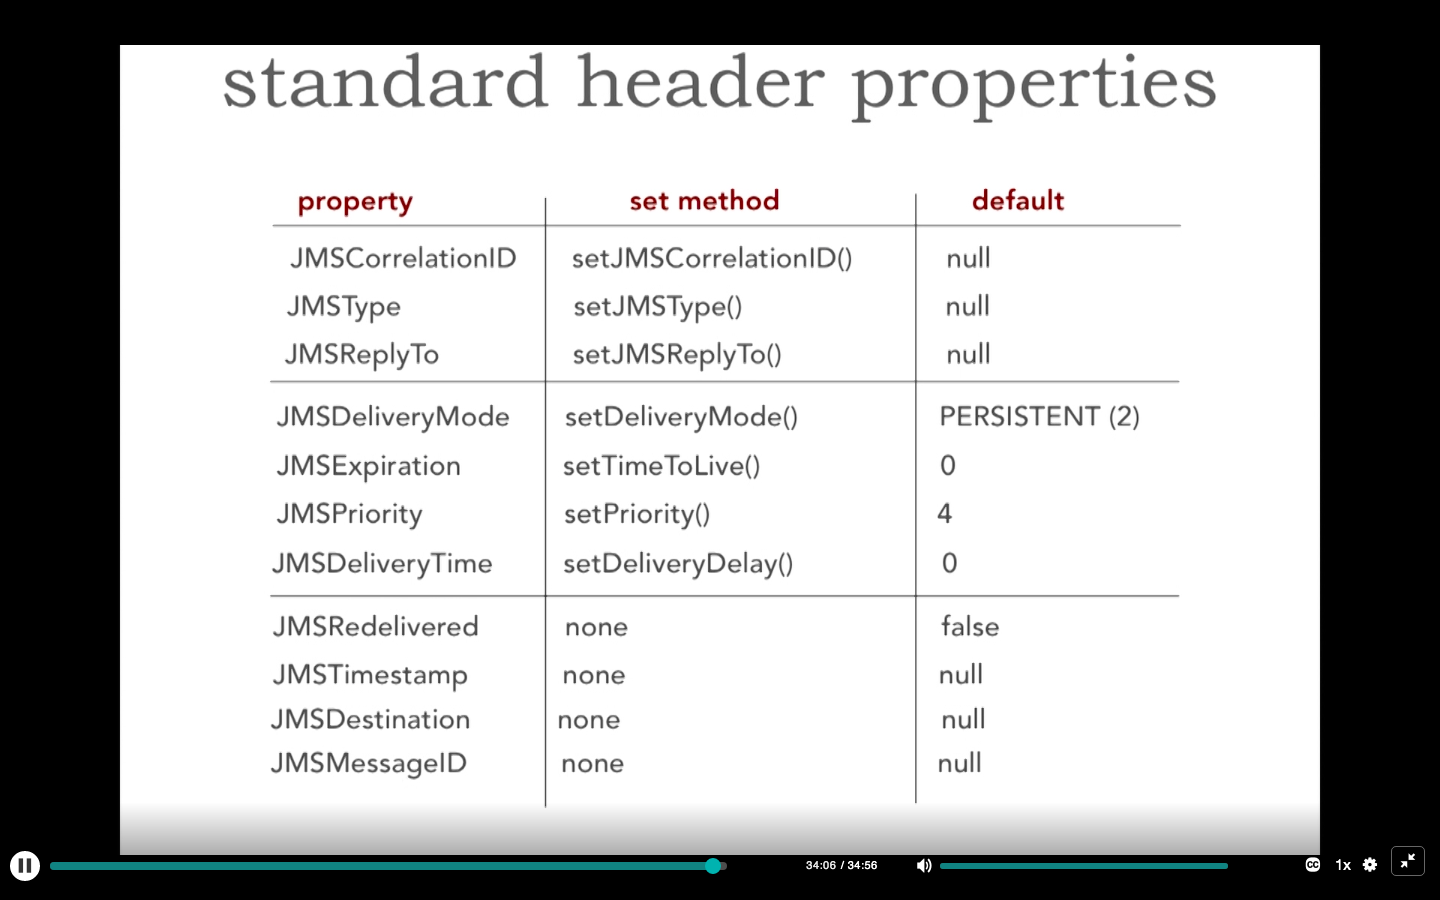 standard header properties
property set method default
JMSCorrelationID setJMSCorrelationID() null
JMSType setJMSType() null
JMSReplyTo setJMSReplyTo() null
JMSDeliveryMode setDeliveryMode() PERSISTENT (2)
JMSExpiration setTimeToLive() 0
JMSPriority setPriority() 4
JMSDeliveryTime setDeliveryDelay() 0
JMSRedelivered none false
JMSTimestamp none null
JMSDestination none null
JMSMessageID none null
34:06 / 34:56 CC 1x